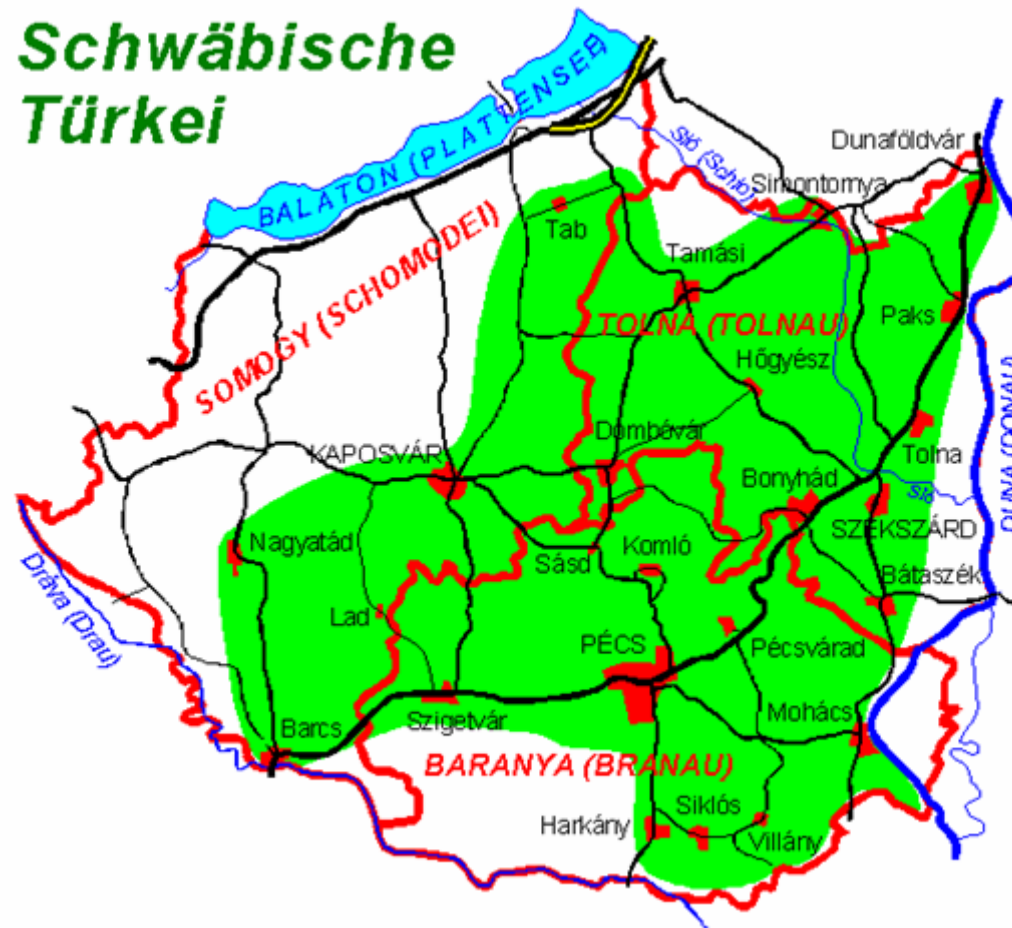 Schwäbische
Türkei
BALATON (PLATTENSEE)
Dunaföldvár
Sió (Schio)
Simontornya
Tab
Tamási
SOMOGY (SCHOMODEI)
TOLNA (TOLNAU)
Paks
Hőgyész
DUNA (DONAU)
Dombóvár
KAPOSVÁR
Tolna
Bonyhád
Sió
SZEKSZÁRD
Nagyatád
Sásd
Komló
Bátaszék
Dráva (Drau)
Lad
PÉCS
Pécsvárad
Barcs
Szigetvár
Mohács
BARANYA (BRANAU)
Harkány
Siklós
Villány